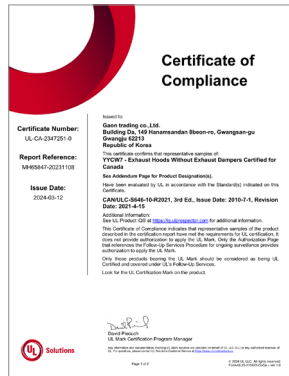 Certificate of
Compliance
Certificate Number:
UL-CA-2347251-0
Report Reference:
MH65847-20231108
Issue Date:
2024-03-12
Issued to:
Gaon trading co.,Ltd.
Building Da, 149 Hanamsandan 8beon-ro, Gwangsan-gu
Gwangju 62213
Republic of Korea
This certificate confirms that representative samples of:
YYCW7 - Exhaust Hoods Without Exhaust Dampers Certified for
Canada
See Addendum Page for Product Designation(s).
Have been evaluated by UL in accordance with the Standard(s) indicated on this
Certificate.
CAN/ULC-S646-10-R2021, 3rd Ed., Issue Date: 2010-7-1, Revision
Date: 2021-4-15
Additional Information:
See UL Product iQ® at https://iq.ulprospector.com for additional information.
This Certificate of Compliance indicates that representative samples of the product
described in the certification report have met the requirements for UL certification. It
does not provide authorization to apply the UL Mark. Only the Authorization Page
that references the Follow-Up Services Procedure for ongoing surveillance provides
authorization to apply the UL Mark.
Only those products bearing the UL Mark should be considered as being UL
Certified and covered under UL's Follow-Up Services.
Look for the UL Certification Mark on the product.
David Piecuch
UL Mark Certification Program Manager
UL Solutions
Page 1 of 2
© 2024 UL LLC. All rights reserved.